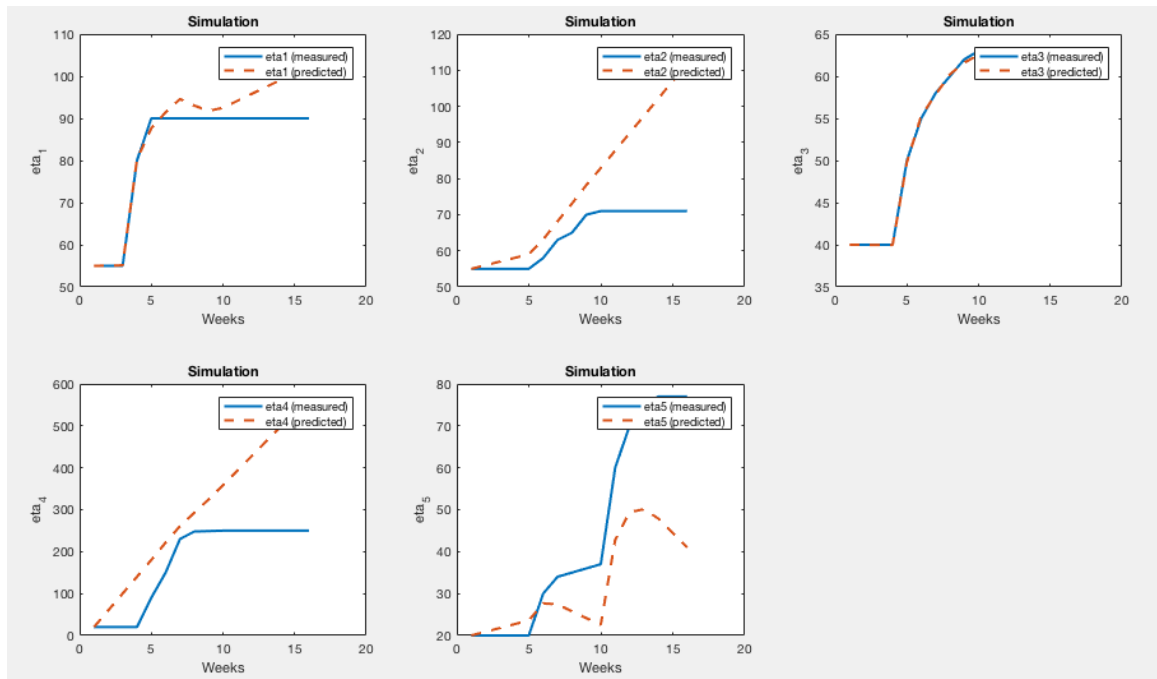 Simulation
110
100
90
80
70
60
50
eta1
eta1 (measured)
eta1 (predicted)
0 5 10 15 20
Weeks
Simulation
120
110
100
90
80
70
60
50
eta2
eta2 (measured)
eta2 (predicted)
0 5 10 15 20
Weeks
Simulation
65
60
55
50
45
40
35
eta3
eta3 (measured)
eta3 (predicted)
0 5 10 15 20
Weeks
Simulation
600
500
400
300
200
100
0
eta4
eta4 (measured)
eta4 (predicted)
0 5 10 15 20
Weeks
Simulation
80
70
60
50
40
30
20
eta5
eta5 (measured)
eta5 (predicted)
0 5 10 15 20
Weeks